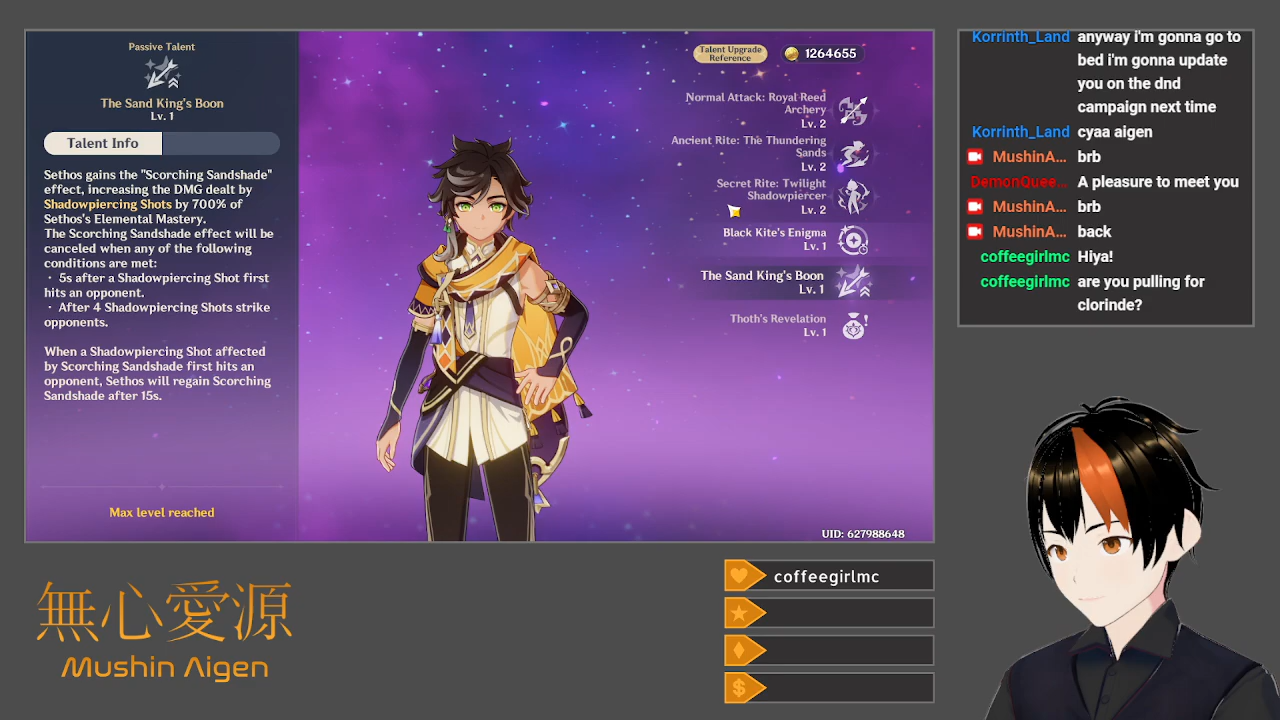 Passive Talent
The Sand King's Boon
Lv. 1
Talent Info
Sethos gains the "Scorching Sandshade"
effect, increasing the DMG dealt by
Shadowpiercing Shots by 700% of
Sethos's Elemental Mastery.
The Scorching Sandshade effect will be
canceled when any of the following
conditions are met:
· 5s after a Shadowpiercing Shot first
hits an opponent.
· After 4 Shadowpiercing Shots strike
opponents.
When a Shadowpiercing Shot affected
by Scorching Sandshade first hits an
opponent, Sethos will regain Scorching
Sandshade after 15s.
Max level reached
Talent Upgrade
Reference
1264655
Normal Attack: Royal Reed
Archery
Lv. 2
Ancient Rite: The Thundering
Sands
Lv. 2
Secret Rite: Twilight
Shadowpiercer
Lv. 2
Black Kite's Enigma
Lv. 1
The Sand King's Boon
Lv. 1
Thoth's Revelation
Lv. 1
UID: 627988648
Korrinth_Land anyway i'm gonna go to
bed i'm gonna update
you on the dnd
campaign next time
Korrinth_Land cyaa aigen
MushinA... brb
DemonQuee... A pleasure to meet you
MushinA... brb
MushinA... back
coffeegirlmc Hiya!
coffeegirlmc are you pulling for
clorinde?
coffeegirlmc
無心愛源
Mushin Aigen